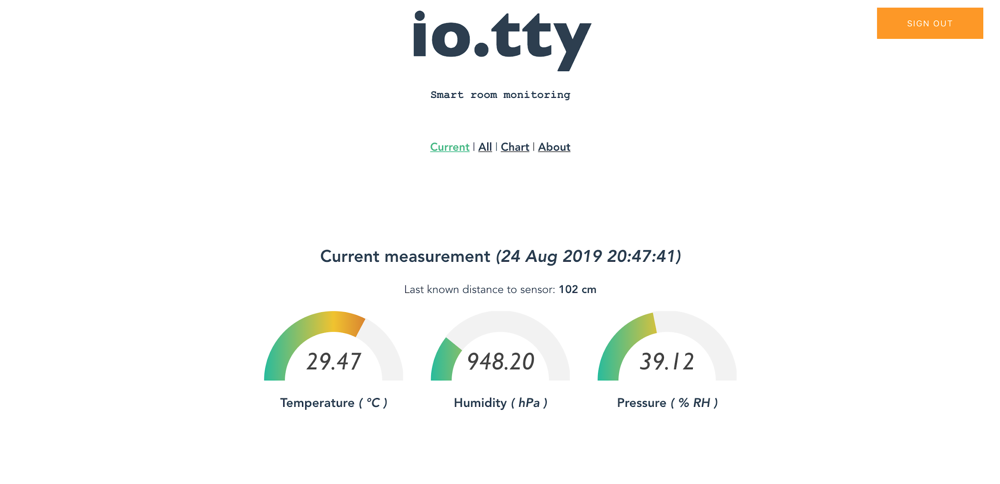 io.tty
SIGN OUT
Smart room monitoring
Current | All | Chart | About
Current measurement (24 Aug 2019 20:47:41)
Last known distance to sensor: 102 cm
29.47
948.20
39.12
Temperature ( °C )
Humidity ( hPa )
Pressure ( % RH )